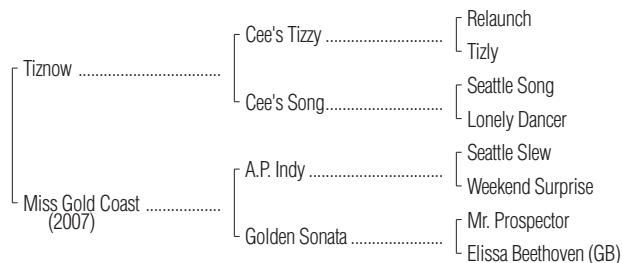 Relaunch
Cee's Tizzy ............................
Tizly
Tiznow ...................................
Seattle Song
Cee's Song.............................
Lonely Dancer
Seattle Slew
A.P. Indy ................................
Weekend Surprise
Miss Gold Coast ..................
(2007)
Mr. Prospector
Golden Sonata ......................
Elissa Beethoven (GB)